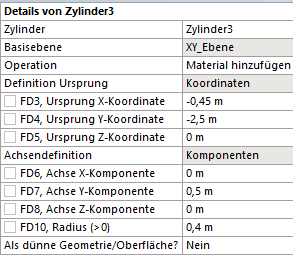 Details von Zylinder3
Zylinder Zylinder3
Basisebene XY_Ebene
Operation Material hinzufügen
Definition Ursprung Koordinaten
FD3, Ursprung X-Koordinate -0,45 m
FD4, Ursprung Y-Koordinate -2,5 m
FD5, Ursprung Z-Koordinate 0 m
Achsendefinition Komponenten
FD6, Achse X-Komponente 0 m
FD7, Achse Y-Komponente 0,5 m
FD8, Achse Z-Komponente 0 m
FD10, Radius (>0) 0,4 m
Als dünne Geometrie/Oberfläche? Nein